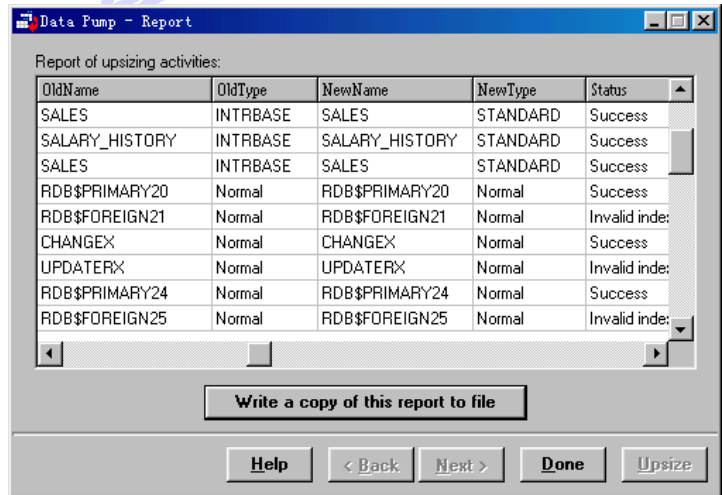 Data Pump - Report
Report of upsizing activities:
OldName OldType NewName NewType Status
SALES INTRBASE SALES STANDARD Success
SALARY_HISTORY INTRBASE SALARY_HISTORY STANDARD Success
SALES INTRBASE SALES STANDARD Success
RDB$PRIMARY20 Normal RDB$PRIMARY20 Normal Success
RDB$FOREIGN21 Normal RDB$FOREIGN21 Normal Invalid inde
CHANGEX Normal CHANGEX Normal Success
UPDATERX Normal UPDATERX Normal Invalid inde
RDB$PRIMARY24 Normal RDB$PRIMARY24 Normal Success
RDB$FOREIGN25 Normal RDB$FOREIGN25 Normal Invalid inde
Write a copy of this report to file
Help < Back Next > Done Upsize